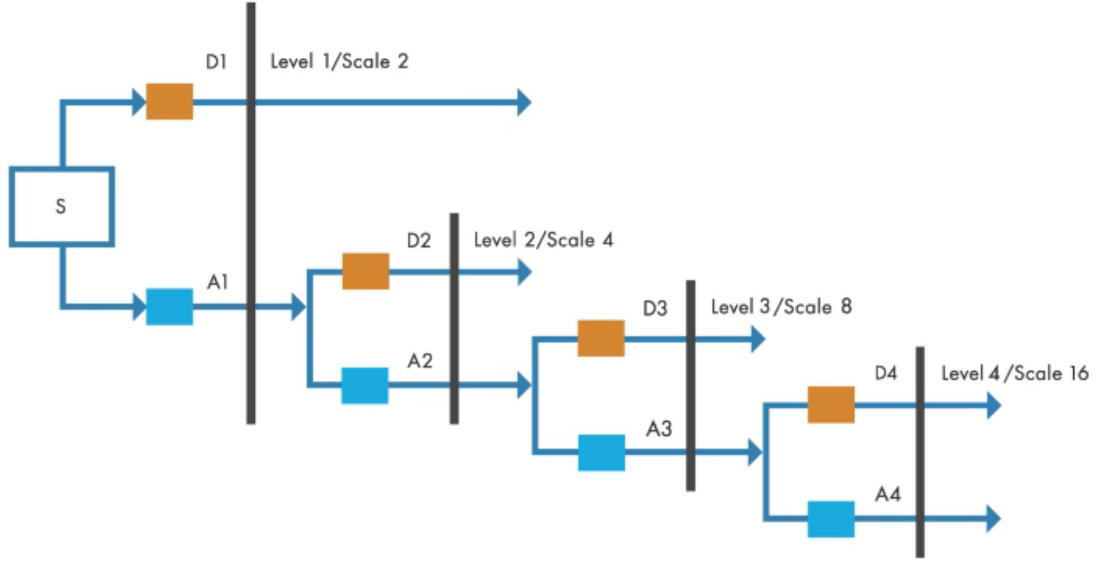 D1
Level 1/Scale 2
S
A1
D2
Level 2/Scale 4
A2
D3
Level 3/Scale 8
A3
D4
Level 4/Scale 16
A4